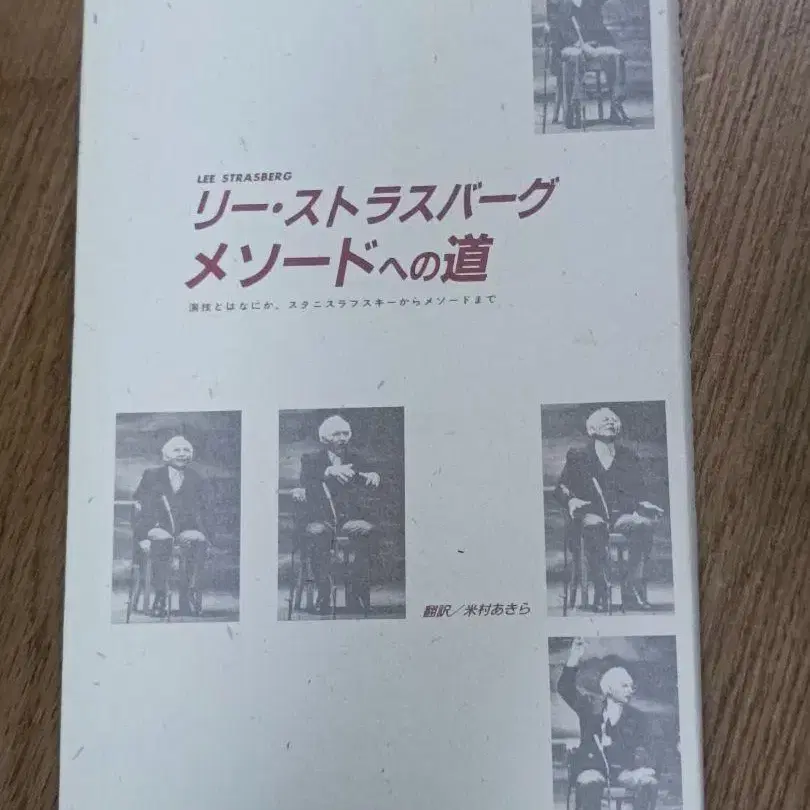 LEE STRASBERG
リー・ストラスバーグ
メソードへの道
演技とはなにか、スタニスラフスキーからメソードまで
翻訳／米村あきら